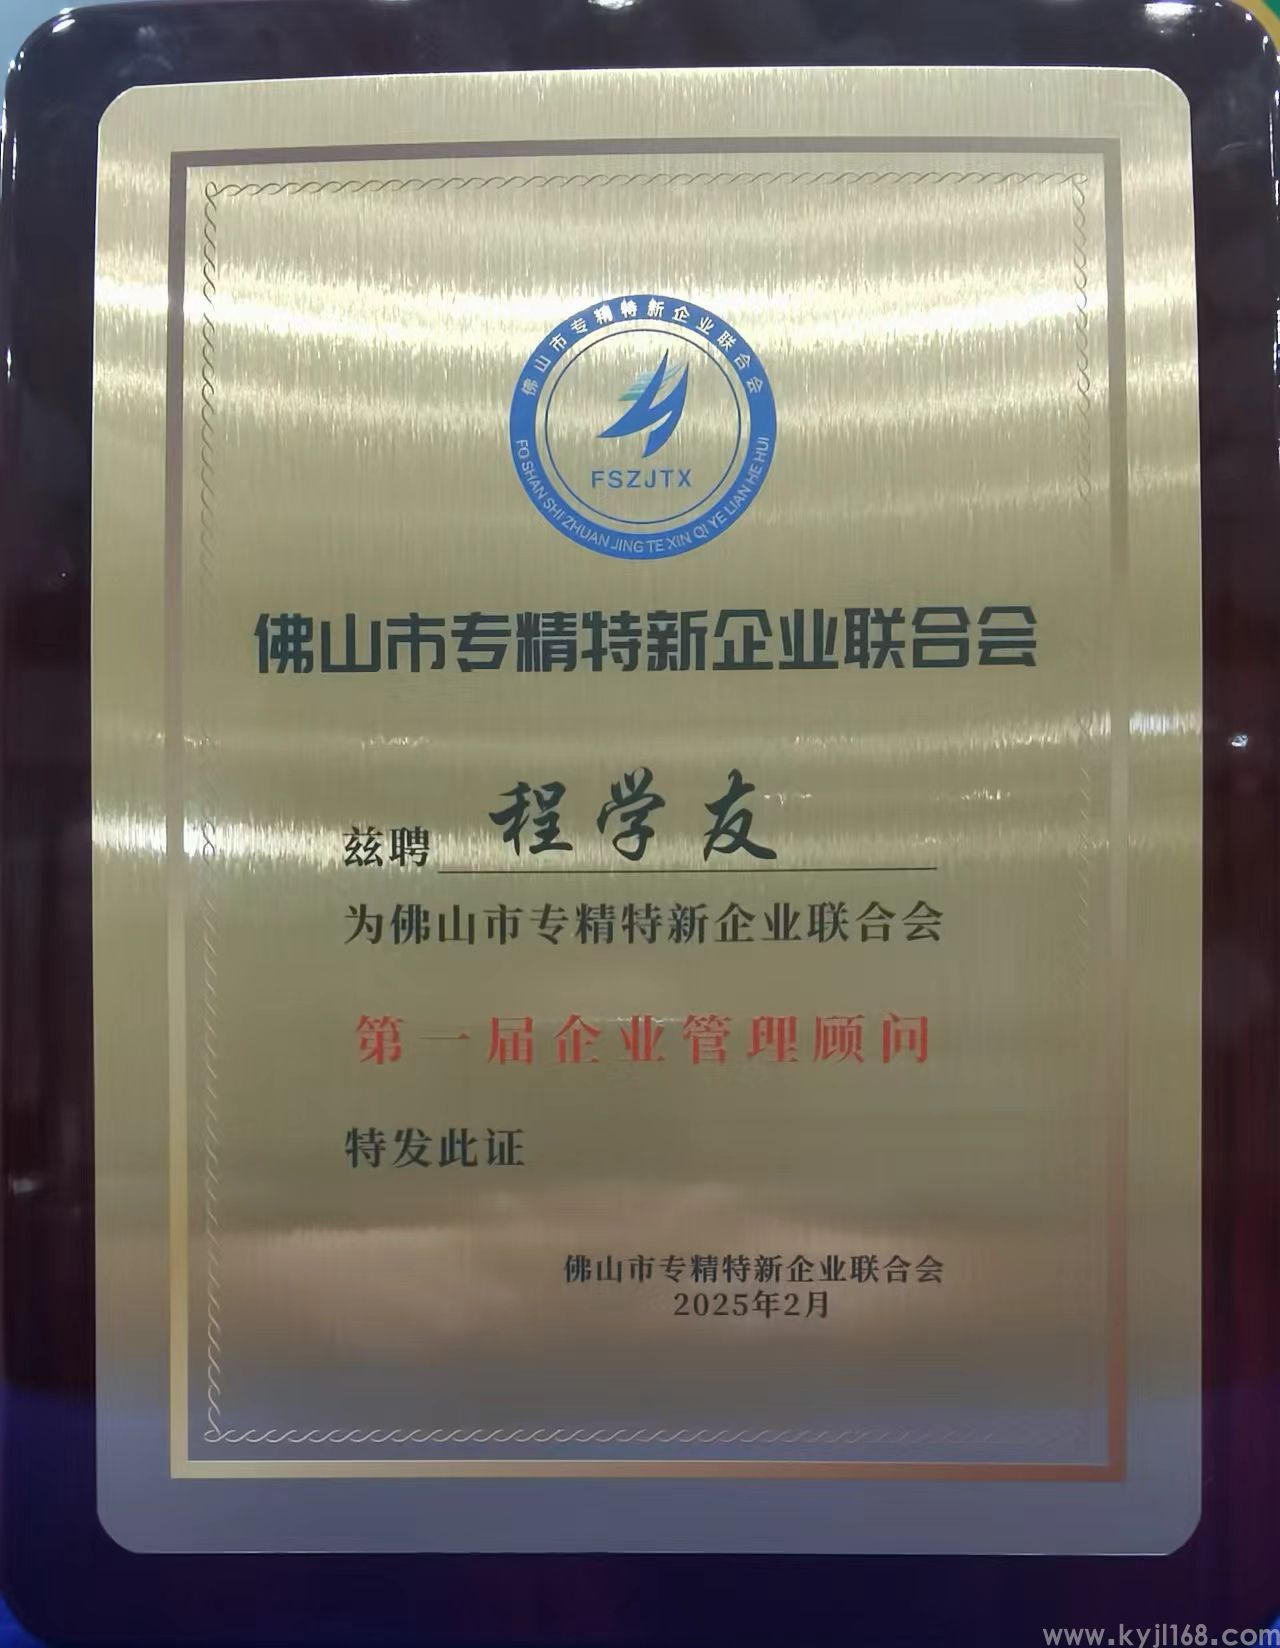 佛山市专精特新企业联合会
FSZJTX
FO SHAN SHI ZHUAN JING TE XIN QI YE LIAN HE HUI
佛山市专精特新企业联合会
兹聘 程学友
为佛山市专精特新企业联合会
第一届企业管理顾问
特发此证
佛山市专精特新企业联合会
2025年2月
www.kyjl168.com